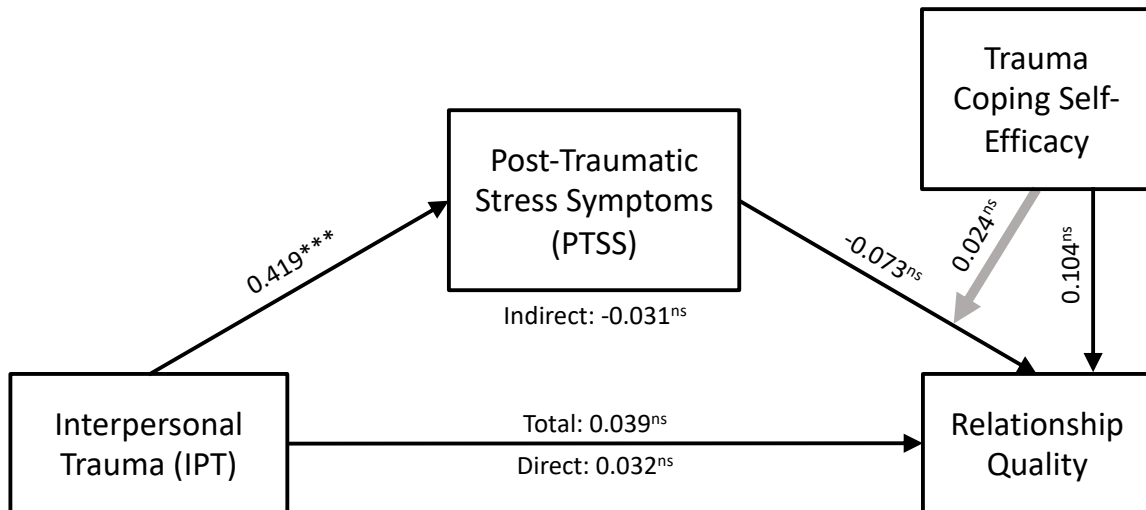 Trauma
Coping Self-
Efficacy
Post-Traumatic
Stress Symptoms
(PTSS)
0.419***
-0.073ns
0.024ns
0.104ns
Indirect: -0.031ns
Interpersonal
Trauma (IPT)
Total: 0.039ns
Direct: 0.032ns
Relationship
Quality